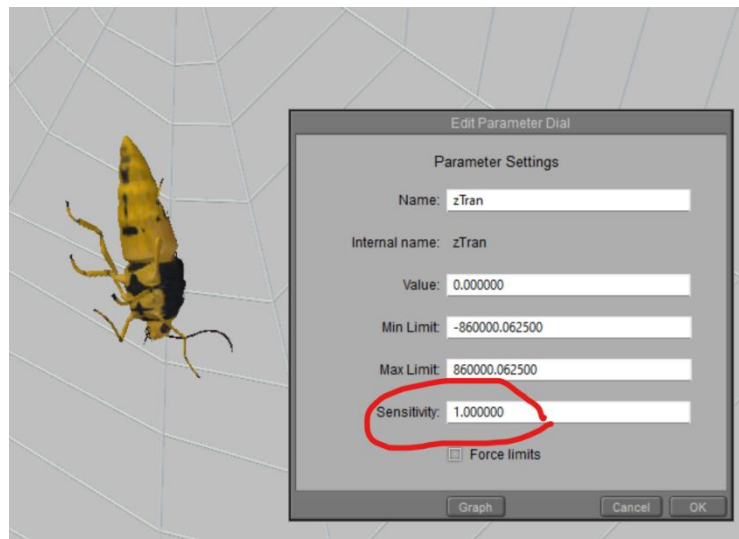 Edit Parameter Dial
Parameter Settings
Name: zTran
Internal name: zTran
Value: 0.000000
Min Limit: -860000.062500
Max Limit: 860000.062500
Sensitivity: 1.000000
Force limits
Graph Cancel OK